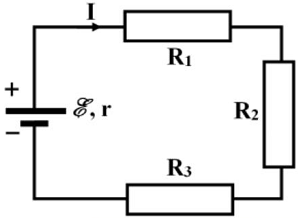 I
R₁
+
ℰ, r
−
R₂
R₃